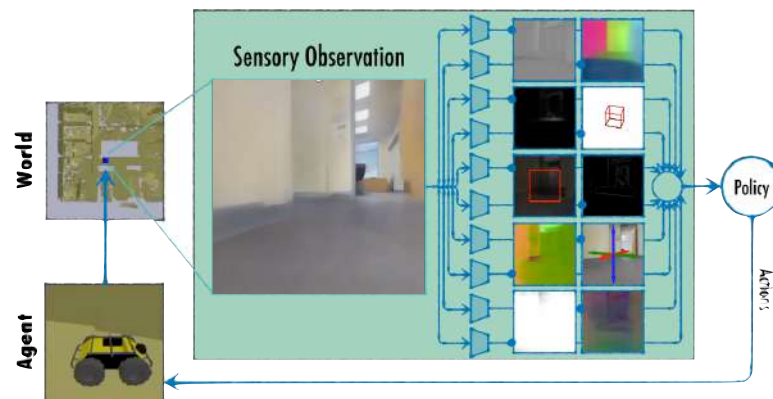 Sensory Observation
World
Policy
Actions
Agent